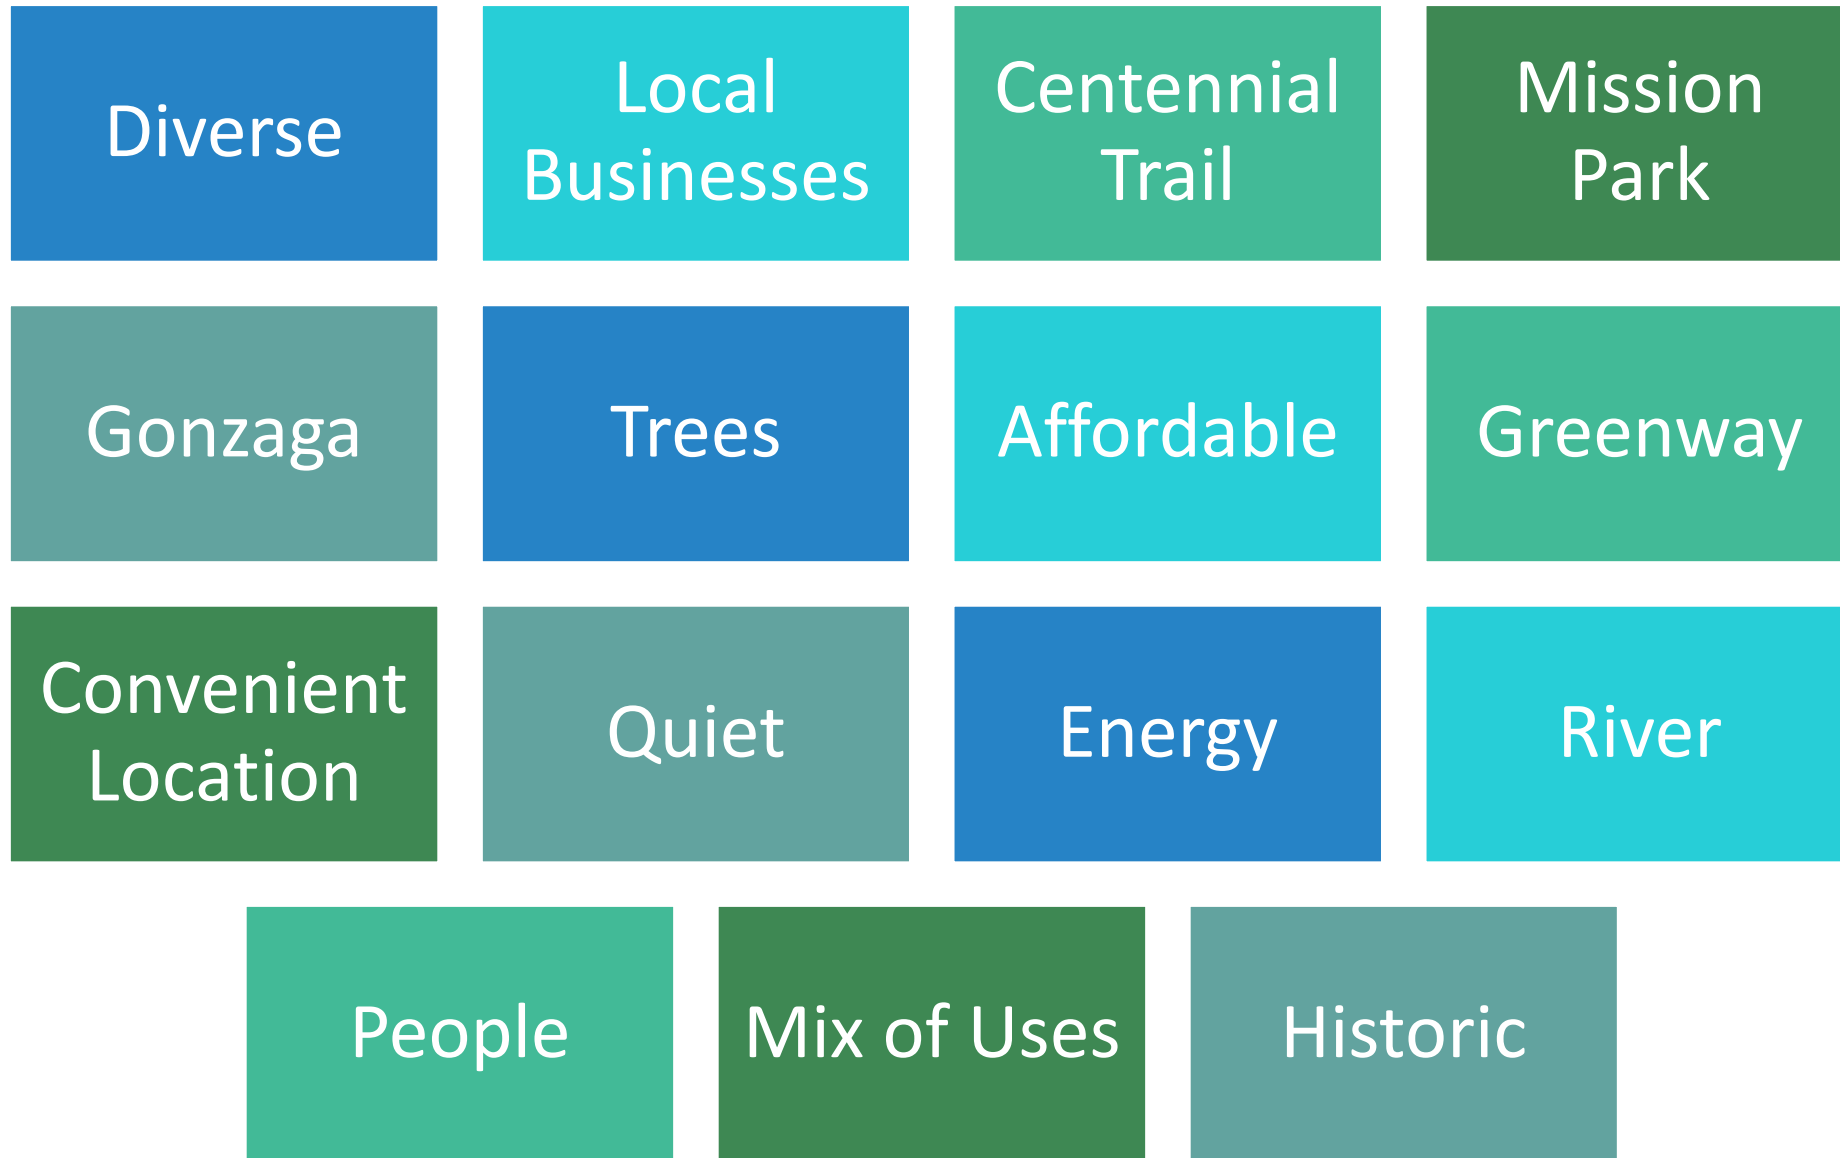 Diverse
Local
Businesses
Centennial
Trail
Mission
Park
Gonzaga
Trees
Affordable
Greenway
Convenient
Location
Quiet
Energy
River
People
Mix of Uses
Historic